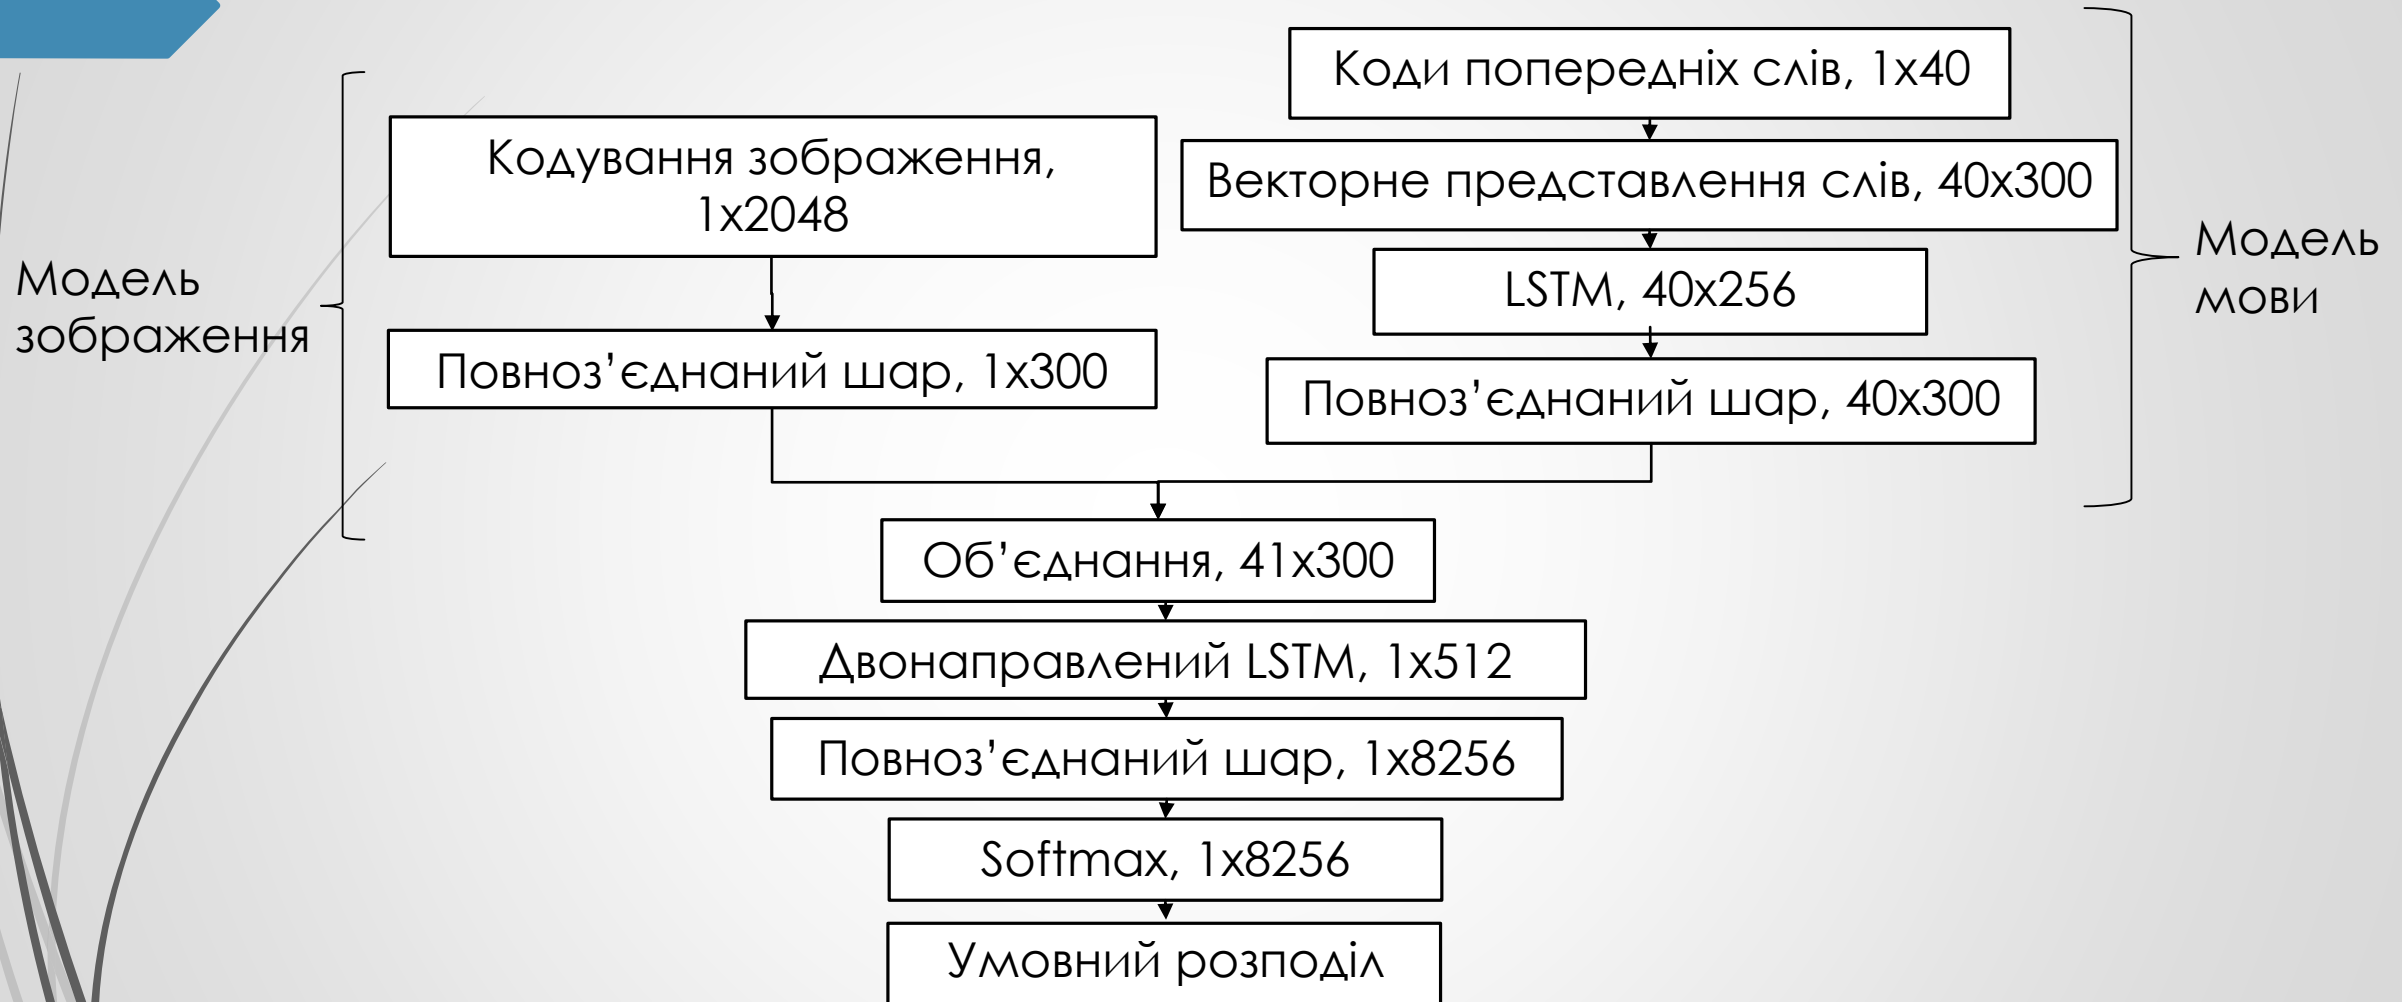 Модель
зображення
Кодування зображення,
1x2048
Повноз’єднаний шар, 1x300
Коди попередніх слів, 1x40
Векторне представлення слів, 40x300
LSTM, 40x256
Повноз’єднаний шар, 40x300
Модель
мови
Об’єднання, 41x300
Двонаправлений LSTM, 1x512
Повноз’єднаний шар, 1x8256
Softmax, 1x8256
Умовний розподіл